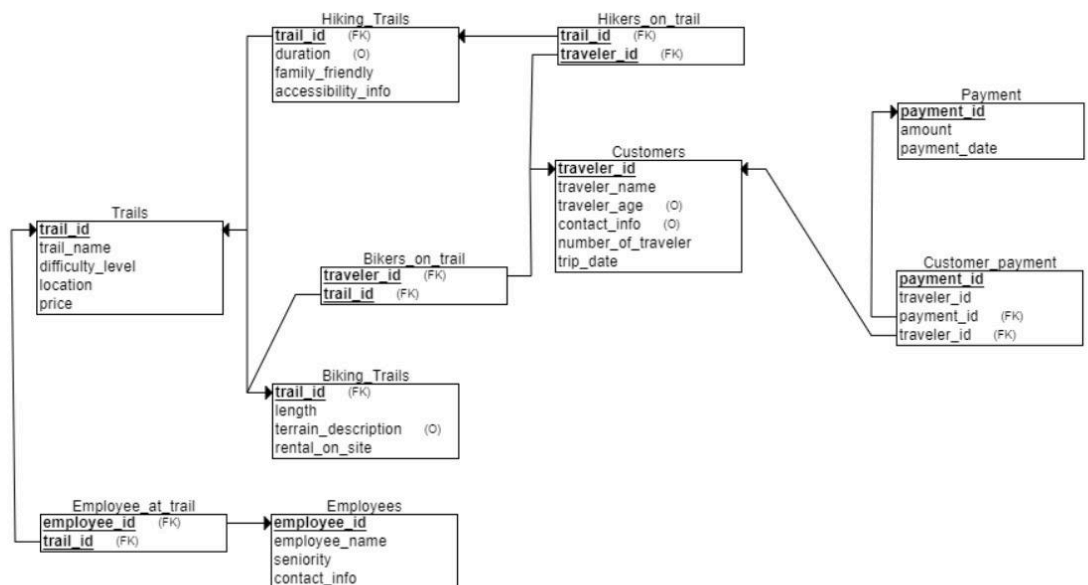 Hiking_Trails
trail_id (FK)
duration (O)
family_friendly
accessibility_info
Hikers_on_trail
trail_id (FK)
traveler_id (FK)
Payment
payment_id
amount
payment_date
Customers
traveler_id
traveler_name
traveler_age (O)
contact_info (O)
number_of_traveler
trip_date
Trails
trail_id
trail_name
difficulty_level
location
price
Bikers_on_trail
traveler_id (FK)
trail_id (FK)
Customer_payment
payment_id
traveler_id
payment_id (FK)
traveler_id (FK)
Biking_Trails
trail_id (FK)
length
terrain_description (O)
rental_on_site
Employee_at_trail
employee_id (FK)
trail_id (FK)
Employees
employee_id
employee_name
seniority
contact_info